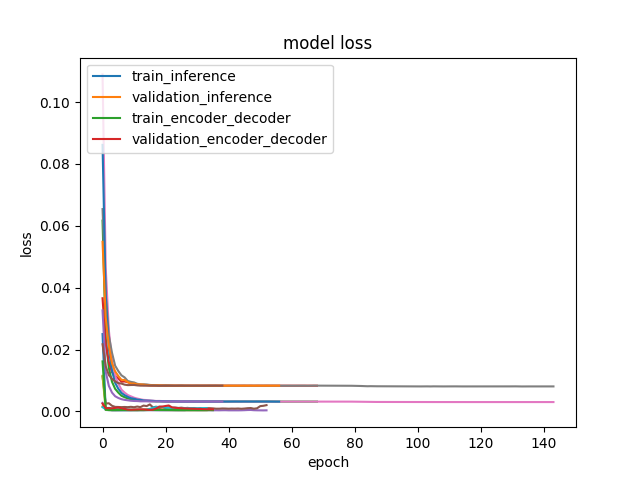 model loss
train_inference
validation_inference
train_encoder_decoder
validation_encoder_decoder
0.10
0.08
0.06
0.04
0.02
0.00
loss
0 20 40 60 80 100 120 140
epoch